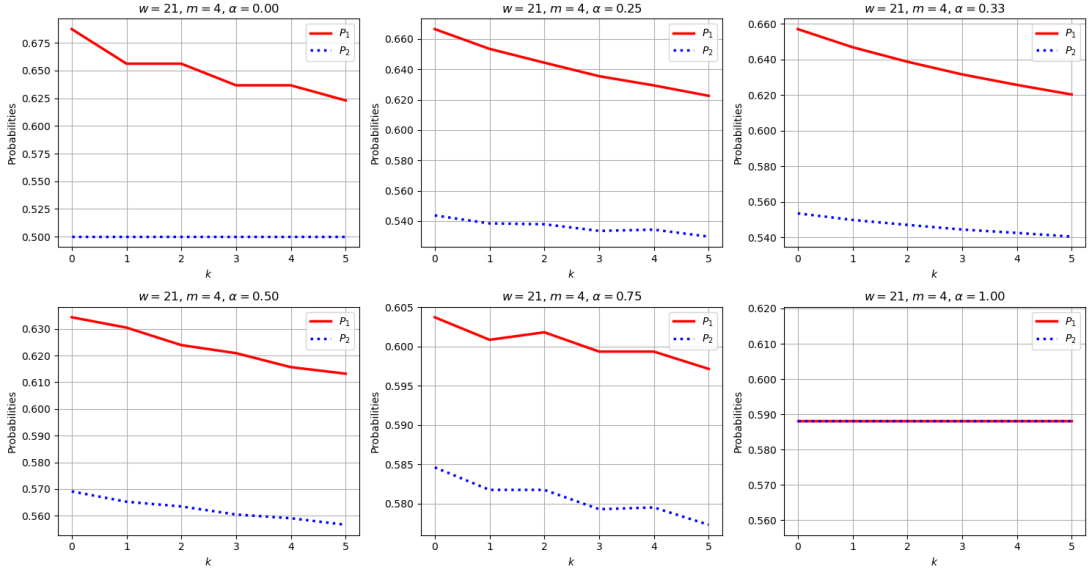 w = 21, m = 4, α = 0.00
P₁
P₂
0.675
0.650
0.625
0.600
0.575
0.550
0.525
0.500
Probabilities
0 1 2 3 4 5
k
w = 21, m = 4, α = 0.25
P₁
P₂
0.660
0.640
0.620
0.600
0.580
0.560
0.540
Probabilities
0 1 2 3 4 5
k
w = 21, m = 4, α = 0.33
P₁
P₂
0.660
0.640
0.620
0.600
0.580
0.560
0.540
Probabilities
0 1 2 3 4 5
k
w = 21, m = 4, α = 0.50
P₁
P₂
0.630
0.620
0.610
0.600
0.590
0.580
0.570
0.560
Probabilities
0 1 2 3 4 5
k
w = 21, m = 4, α = 0.75
P₁
P₂
0.605
0.600
0.595
0.590
0.585
0.580
Probabilities
0 1 2 3 4 5
k
w = 21, m = 4, α = 1.00
P₁
P₂
0.620
0.610
0.600
0.590
0.580
0.570
0.560
Probabilities
0 1 2 3 4 5
k